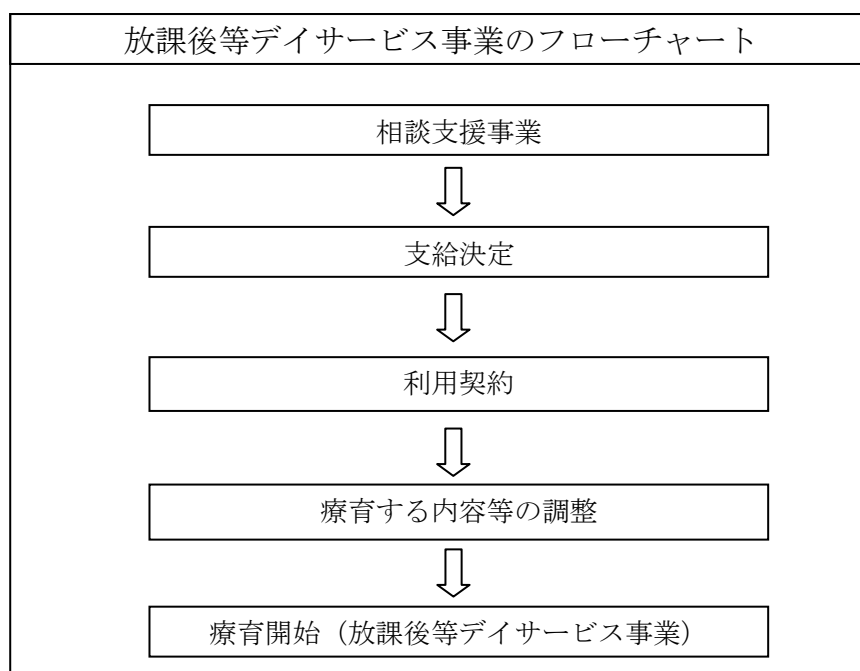 放課後等デイサービス事業のフローチャート
相談支援事業
支給決定
利用契約
療育する内容等の調整
療育開始（放課後等デイサービス事業）